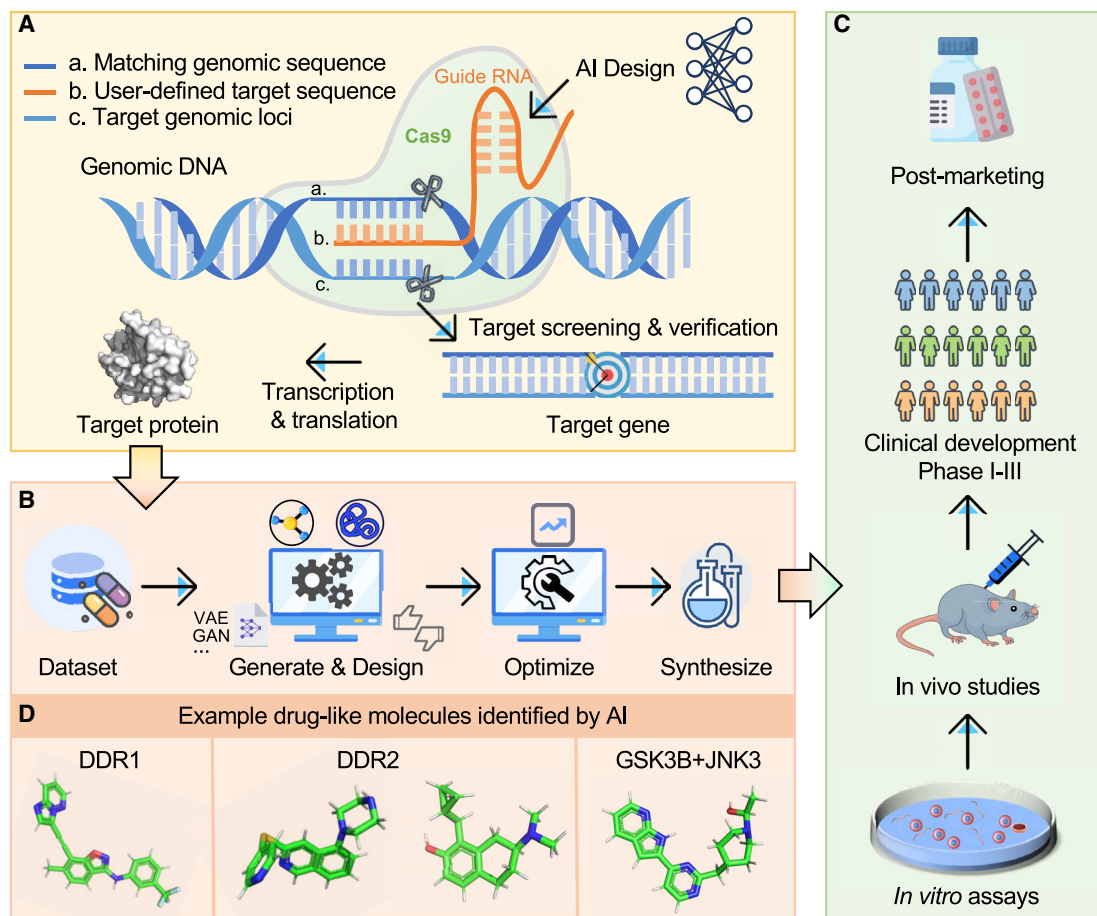 A
a. Matching genomic sequence
b. User-defined target sequence
c. Target genomic loci
Guide RNA
AI Design
Cas9
Genomic DNA
a.
b.
c.
Target screening & verification
Transcription
& translation
Target protein
Target gene
B
VAE
GAN
...
Dataset
Generate & Design
Optimize
Synthesize
D
Example drug-like molecules identified by AI
DDR1
DDR2
GSK3B+JNK3
C
Post-marketing
Clinical development
Phase I-III
In vivo studies
In vitro assays